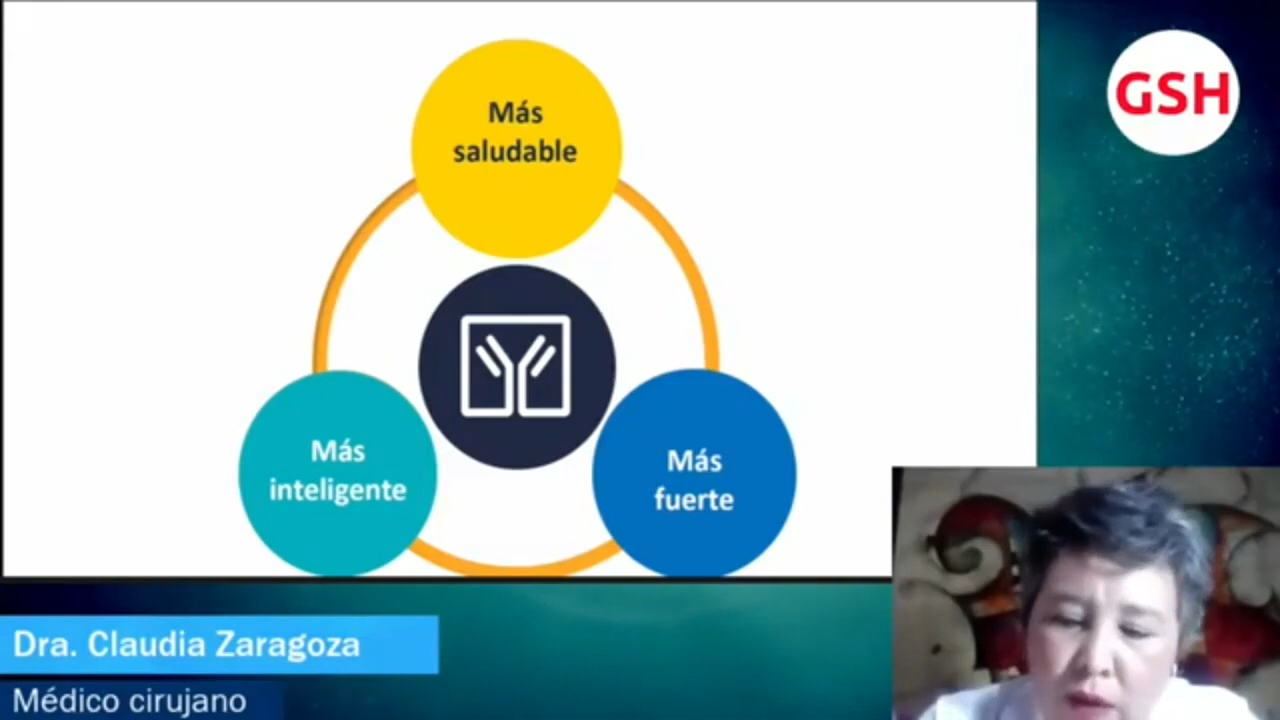 Más
saludable
GSH
Más
inteligente
Más
fuerte
Dra. Claudia Zaragoza
Médico cirujano